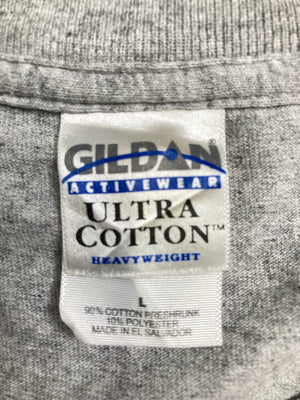 GILDAN
ACTIVEWEAR
ULTRA
COTTON™
HEAVYWEIGHT
L
90% COTTON PRESHRUNK
10% POLYESTER
MADE IN EL SALVADOR